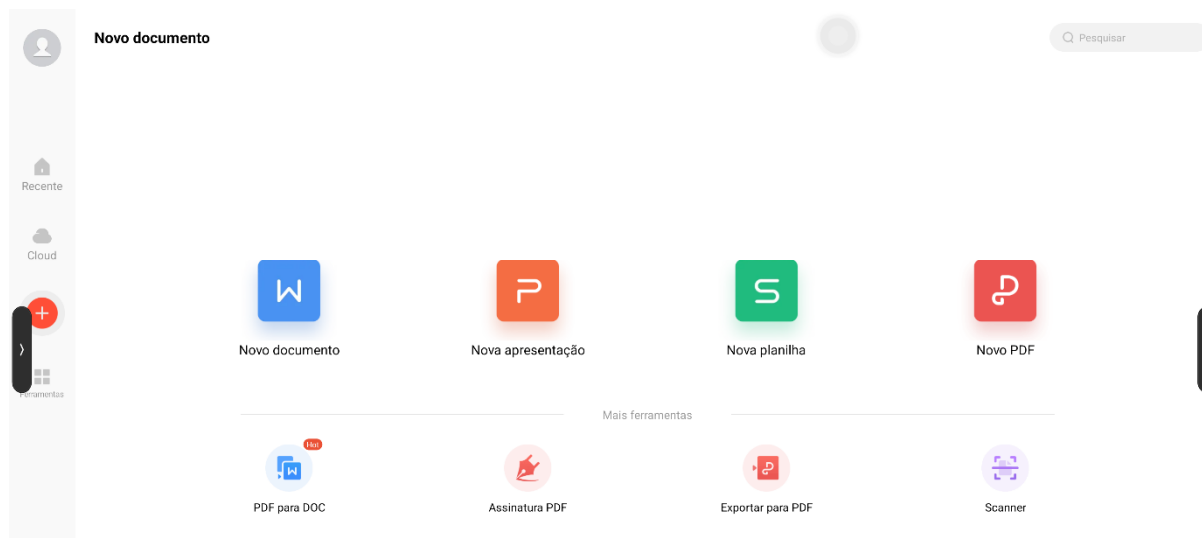 Novo documento
Pesquisar
Recente
Cloud
Ferramentas
Novo documento
Nova apresentação
Nova planilha
Novo PDF
Mais ferramentas
Hot
PDF para DOC
Assinatura PDF
Exportar para PDF
Scanner